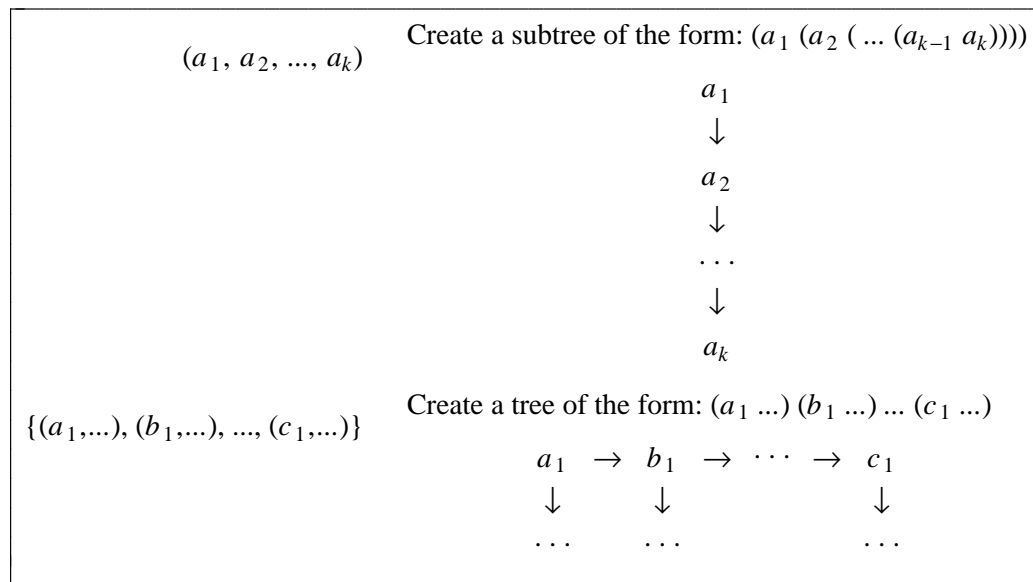 Create a subtree of the form: (a₁ (a₂ ( ... (aₖ₋₁ aₖ))))
(a₁, a₂, ..., aₖ)
a₁
↓
a₂
↓
. . .
↓
aₖ
Create a tree of the form: (a₁ ...) (b₁ ...) ... (c₁ ...)
{(a₁,...), (b₁,...), ..., (c₁,...)}
a₁ → b₁ → · · · → c₁
↓ ↓ ↓
. . . . . . . . .